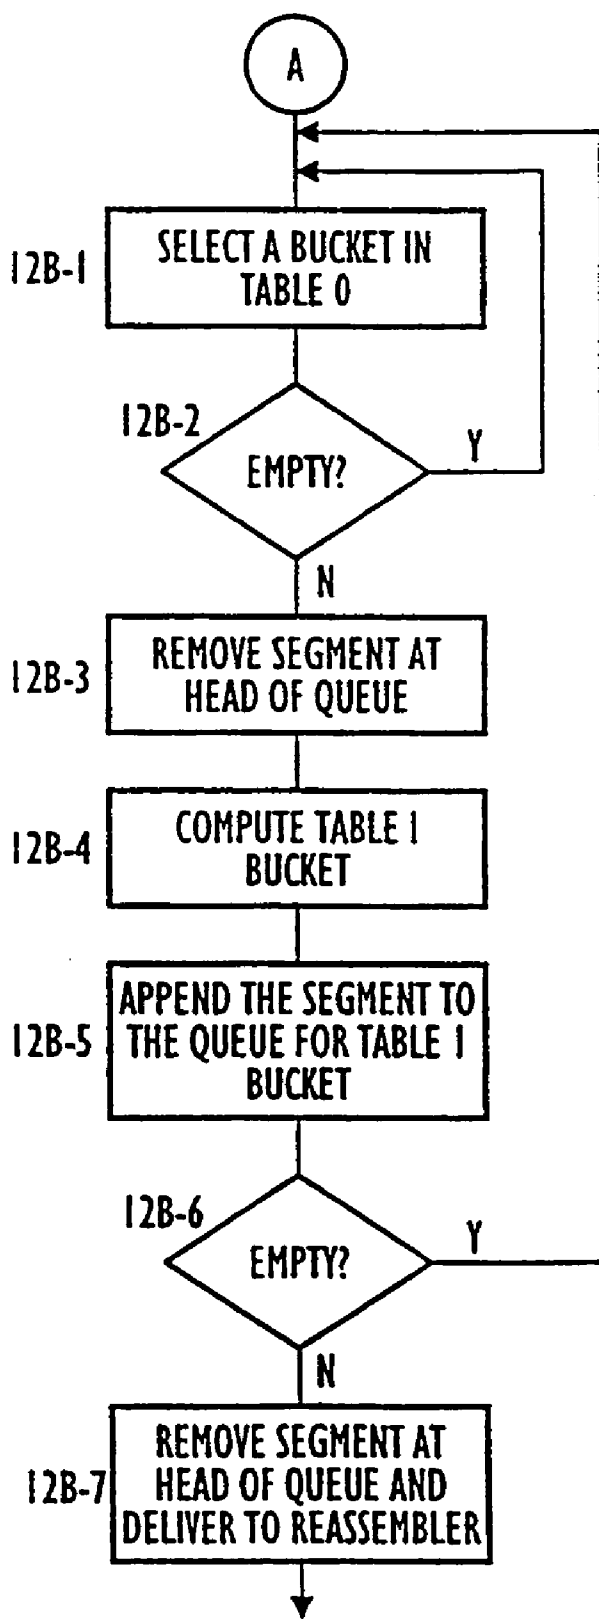 A
12B-1
SELECT A BUCKET IN
TABLE 0
12B-2
EMPTY?
Y
N
12B-3
REMOVE SEGMENT AT
HEAD OF QUEUE
12B-4
COMPUTE TABLE 1
BUCKET
12B-5
APPEND THE SEGMENT TO
THE QUEUE FOR TABLE 1
BUCKET
12B-6
EMPTY?
Y
N
12B-7
REMOVE SEGMENT AT
HEAD OF QUEUE AND
DELIVER TO REASSEMBLER